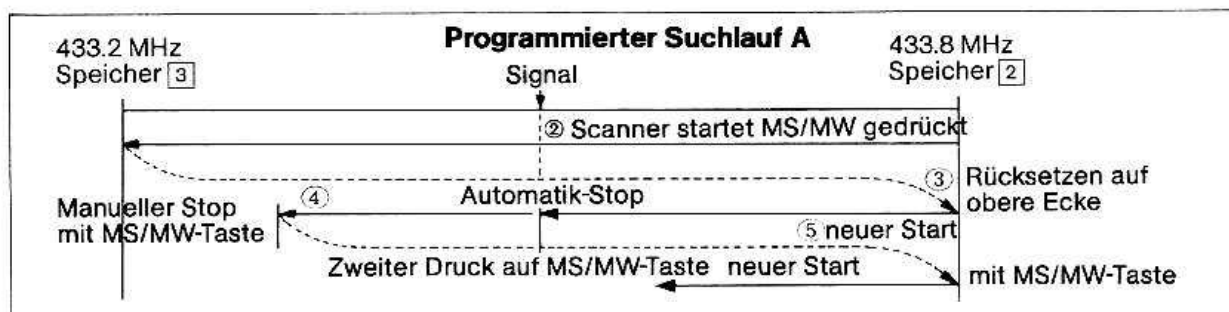 Programmierter Suchlauf A
433.2 MHz
Speicher 3
433.8 MHz
Speicher 2
Signal
② Scanner startet MS/MW gedrückt
③ Rücksetzen auf
obere Ecke
④ Automatik-Stop
Manueller Stop
mit MS/MW-Taste
⑤ neuer Start
Zweiter Druck auf MS/MW-Taste neuer Start
mit MS/MW-Taste